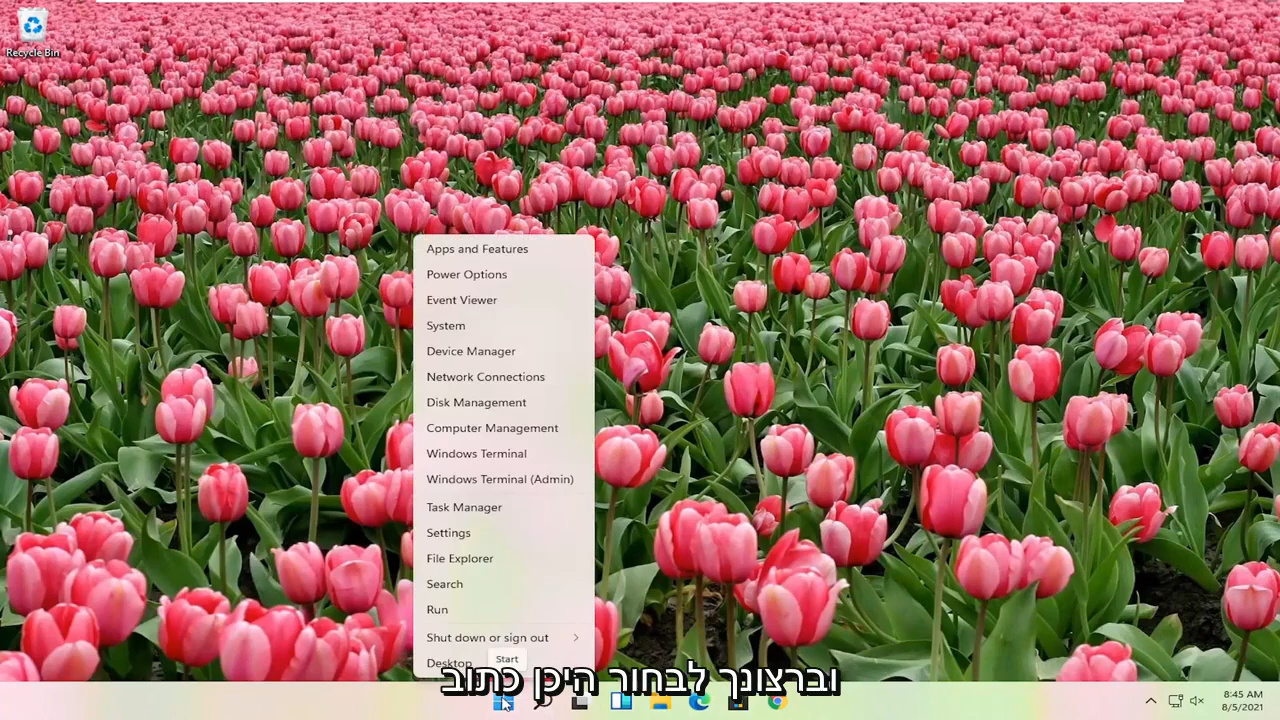 Recycle Bin
Apps and Features
Power Options
Event Viewer
System
Device Manager
Network Connections
Disk Management
Computer Management
Windows Terminal
Windows Terminal (Admin)
Task Manager
Settings
File Explorer
Search
Run
Shut down or sign out
Desktop
Start
וברצונך לבחור היכן כתוב
8:45 AM
8/5/2021